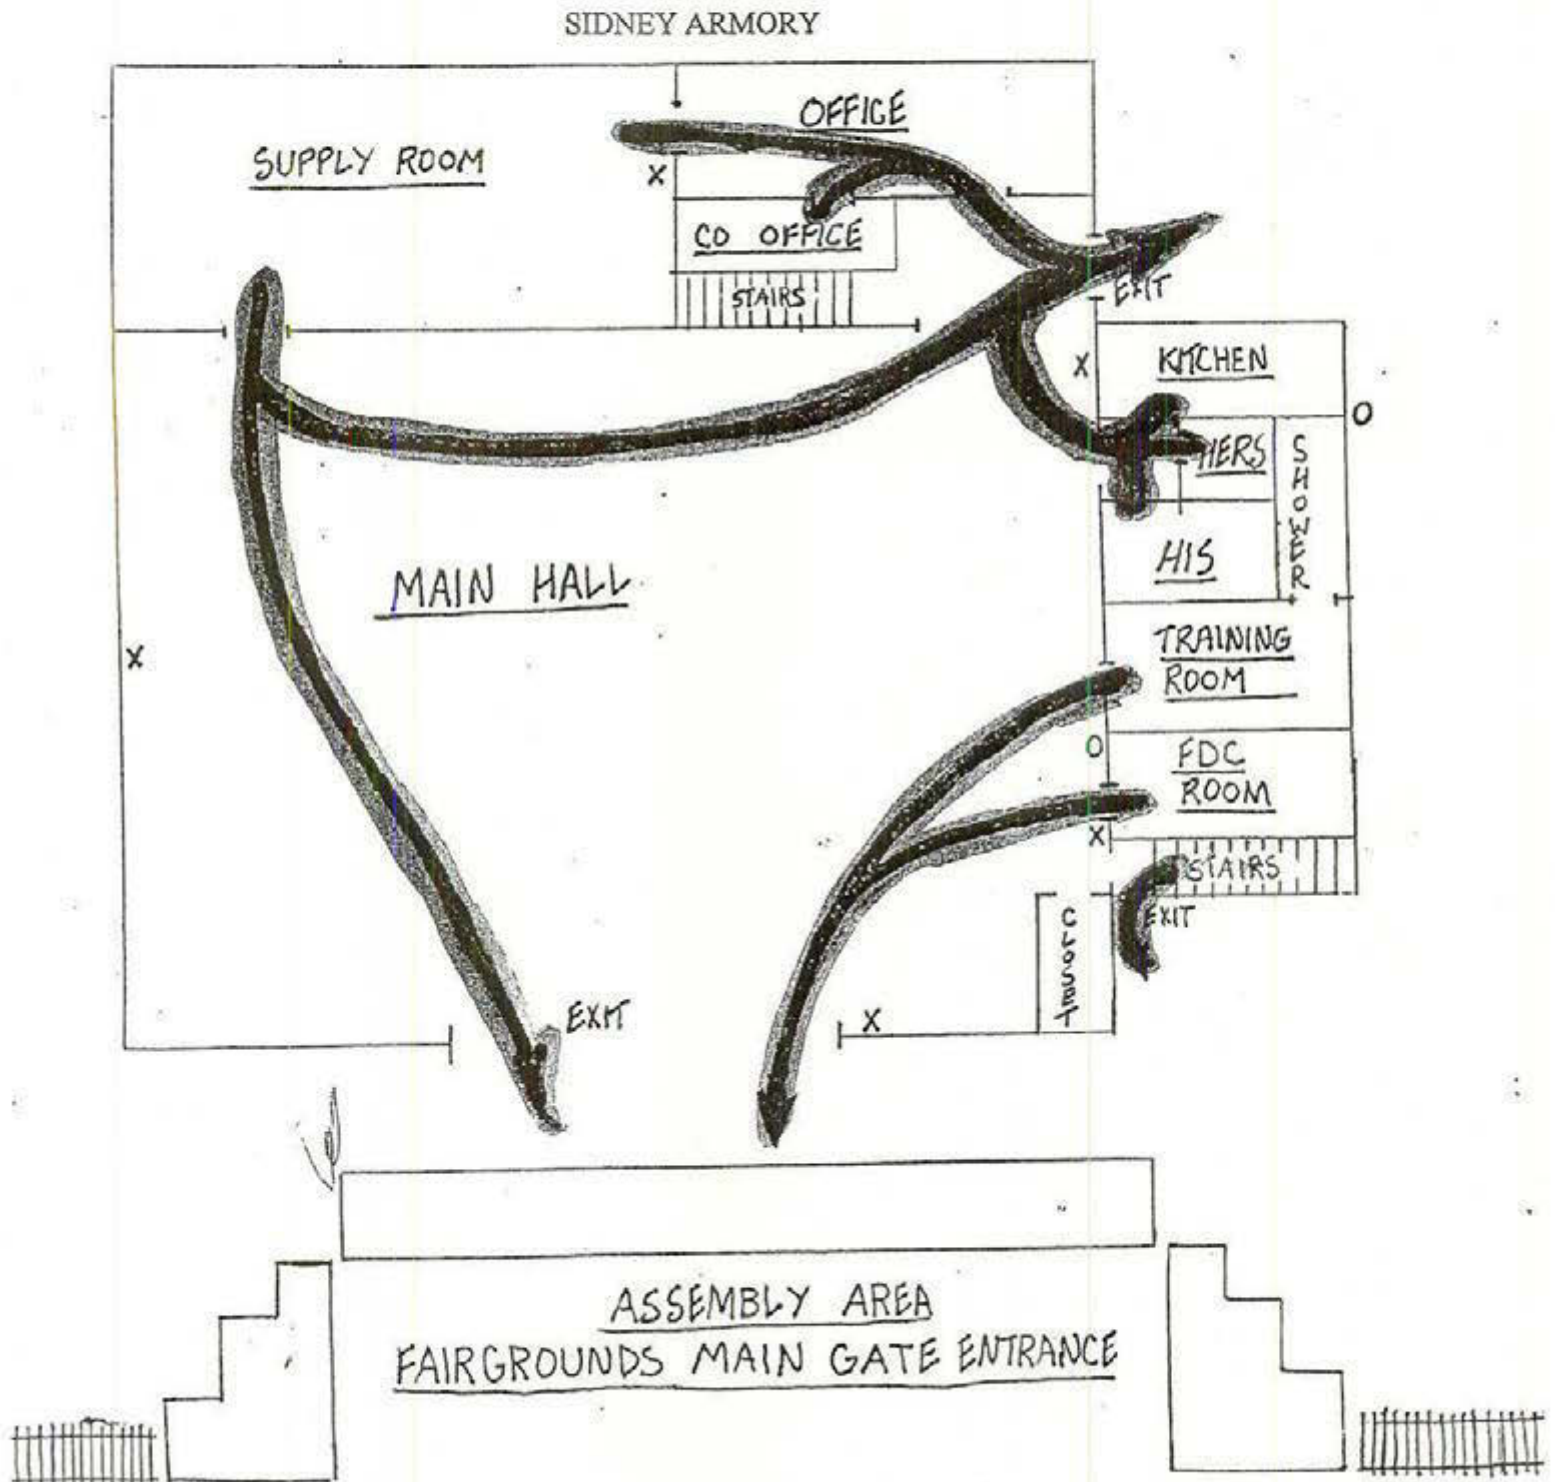 SIDNEY ARMORY
OFFICE
SUPPLY ROOM
X
CO OFFICE
STAIRS
EXIT
X
KITCHEN
O
HERS
SHOWER
HIS
MAIN HALL
TRAINING
ROOM
X
O
FDC
ROOM
X
STAIRS
EXIT
CLOSET
EXIT
X
ASSEMBLY AREA
FAIRGROUNDS MAIN GATE ENTRANCE